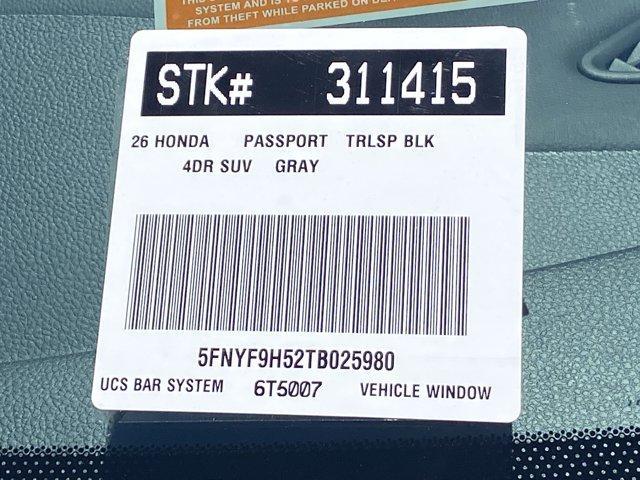 SYSTEM AND IS
FROM THEFT WHILE PARKED ON
STK# 311415
26 HONDA PASSPORT TRLSP BLK
4DR SUV GRAY
5FNYF9H52TB025980
UCS BAR SYSTEM 6T5007 VEHICLE WINDOW